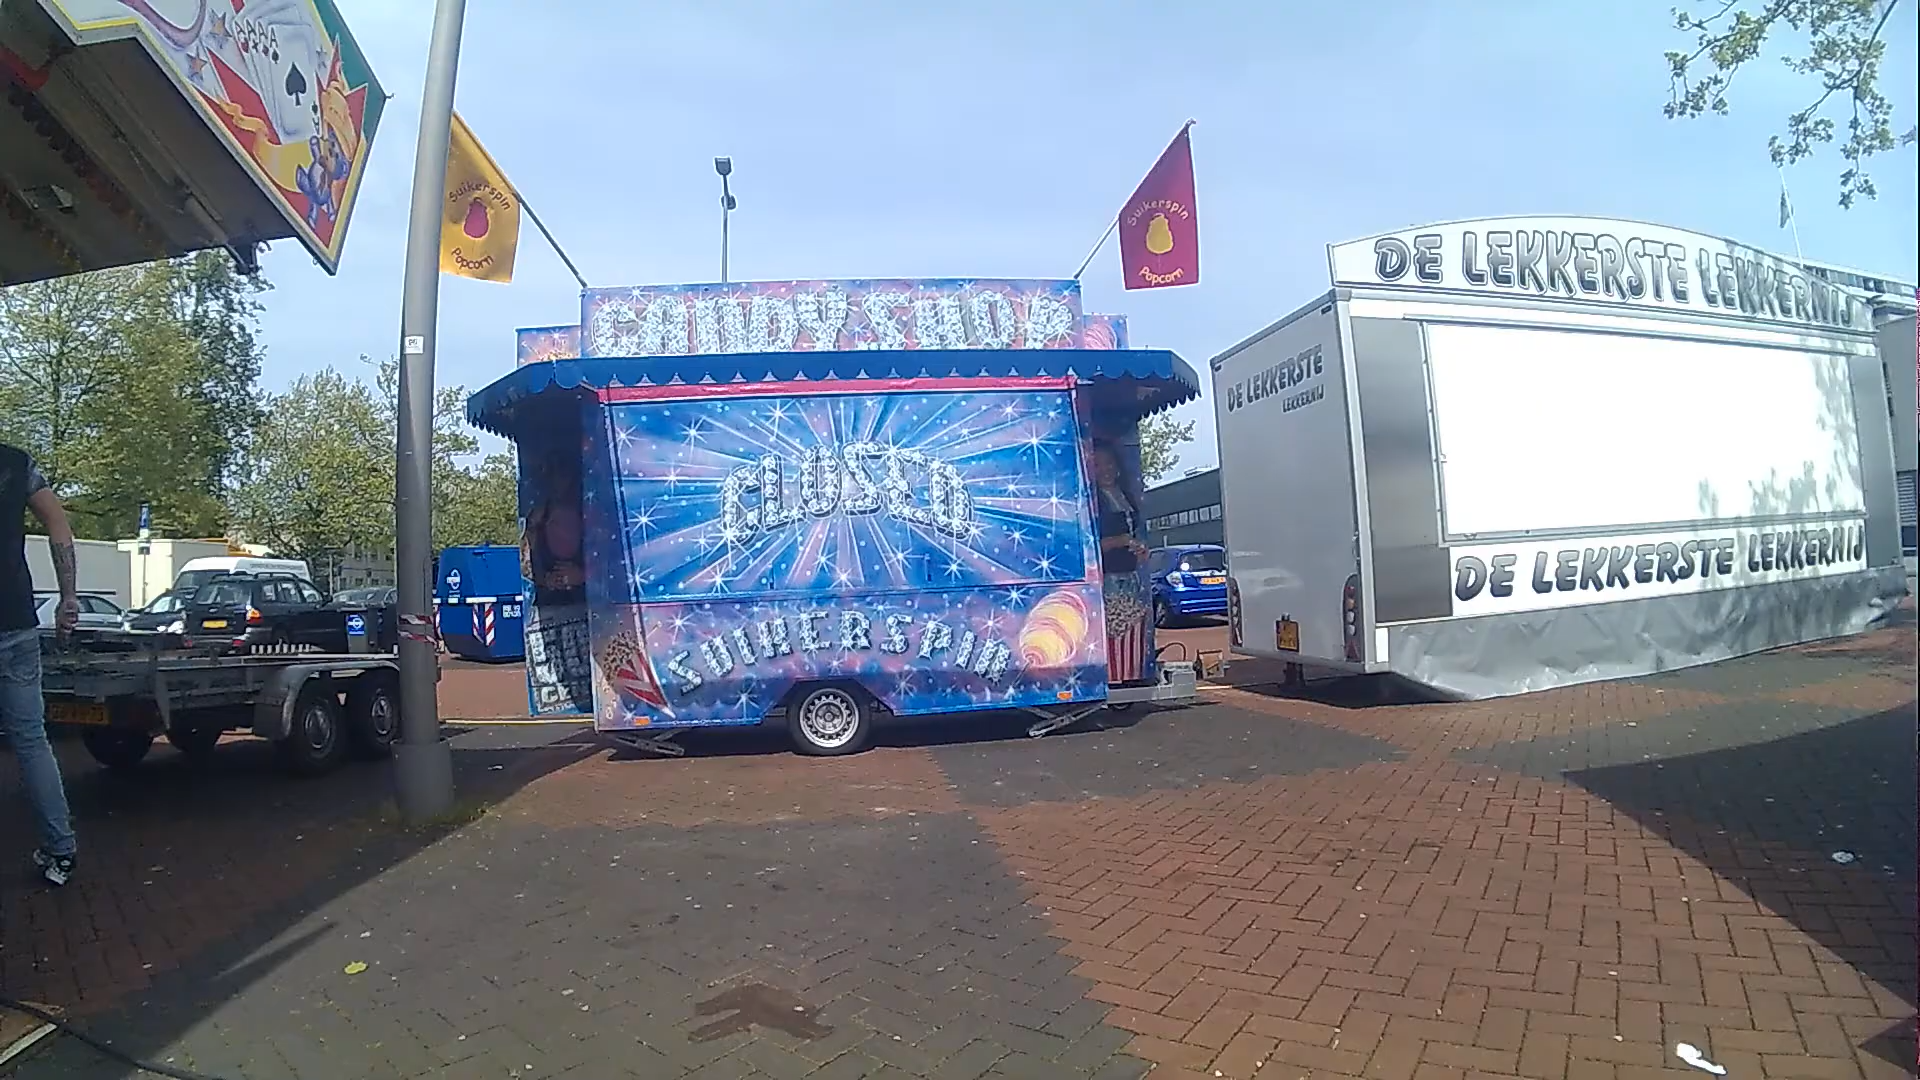 A A A A
Suikerspin
Popcorn
Suikerspin
Popcorn
CANDY SHOP
CLOSED
SUIKERSPIN
DE LEKKERSTE LEKKERNIJ
DE LEKKERSTE
LEKKERNIJ
DE LEKKERSTE LEKKERNIJ